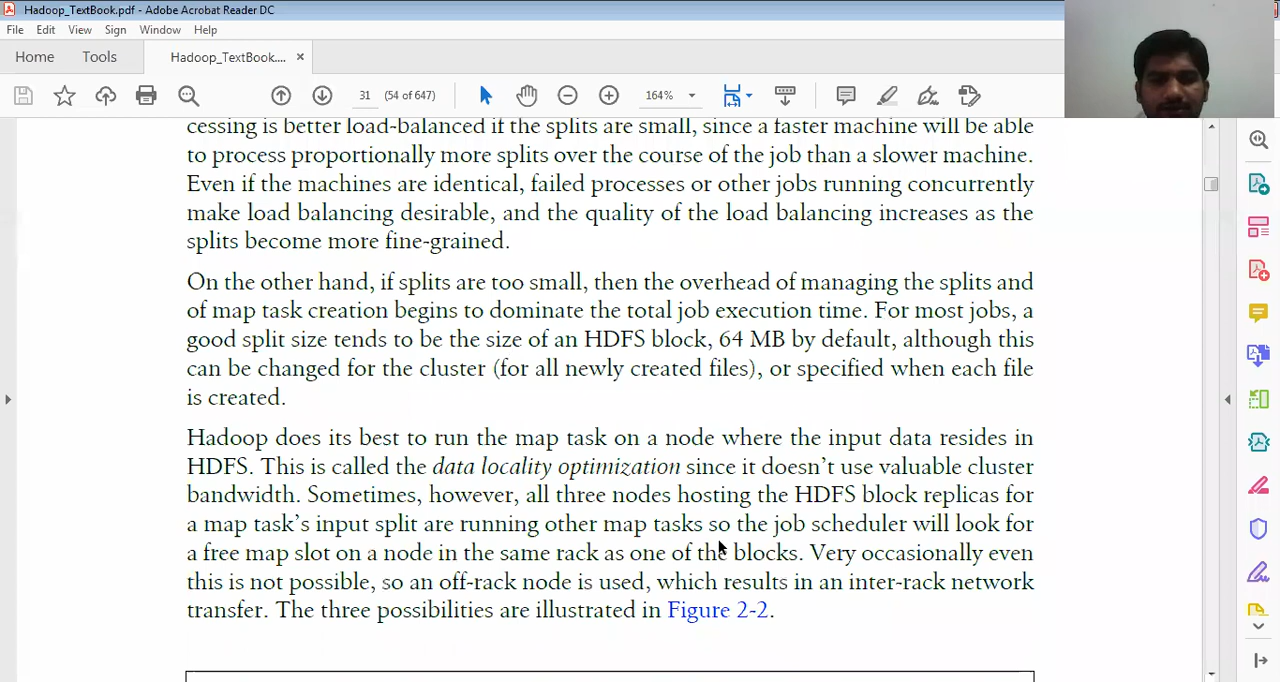 Hadoop_TextBook.pdf - Adobe Acrobat Reader DC
File Edit View Sign Window Help
Home Tools Hadoop_TextBook.... ×
31 (54 of 647) 164%
cessing is better load-balanced if the splits are small, since a faster machine will be able
to process proportionally more splits over the course of the job than a slower machine.
Even if the machines are identical, failed processes or other jobs running concurrently
make load balancing desirable, and the quality of the load balancing increases as the
splits become more fine-grained.
On the other hand, if splits are too small, then the overhead of managing the splits and
of map task creation begins to dominate the total job execution time. For most jobs, a
good split size tends to be the size of an HDFS block, 64 MB by default, although this
can be changed for the cluster (for all newly created files), or specified when each file
is created.
Hadoop does its best to run the map task on a node where the input data resides in
HDFS. This is called the data locality optimization since it doesn’t use valuable cluster
bandwidth. Sometimes, however, all three nodes hosting the HDFS block replicas for
a map task’s input split are running other map tasks so the job scheduler will look for
a free map slot on a node in the same rack as one of the blocks. Very occasionally even
this is not possible, so an off-rack node is used, which results in an inter-rack network
transfer. The three possibilities are illustrated in Figure 2-2.